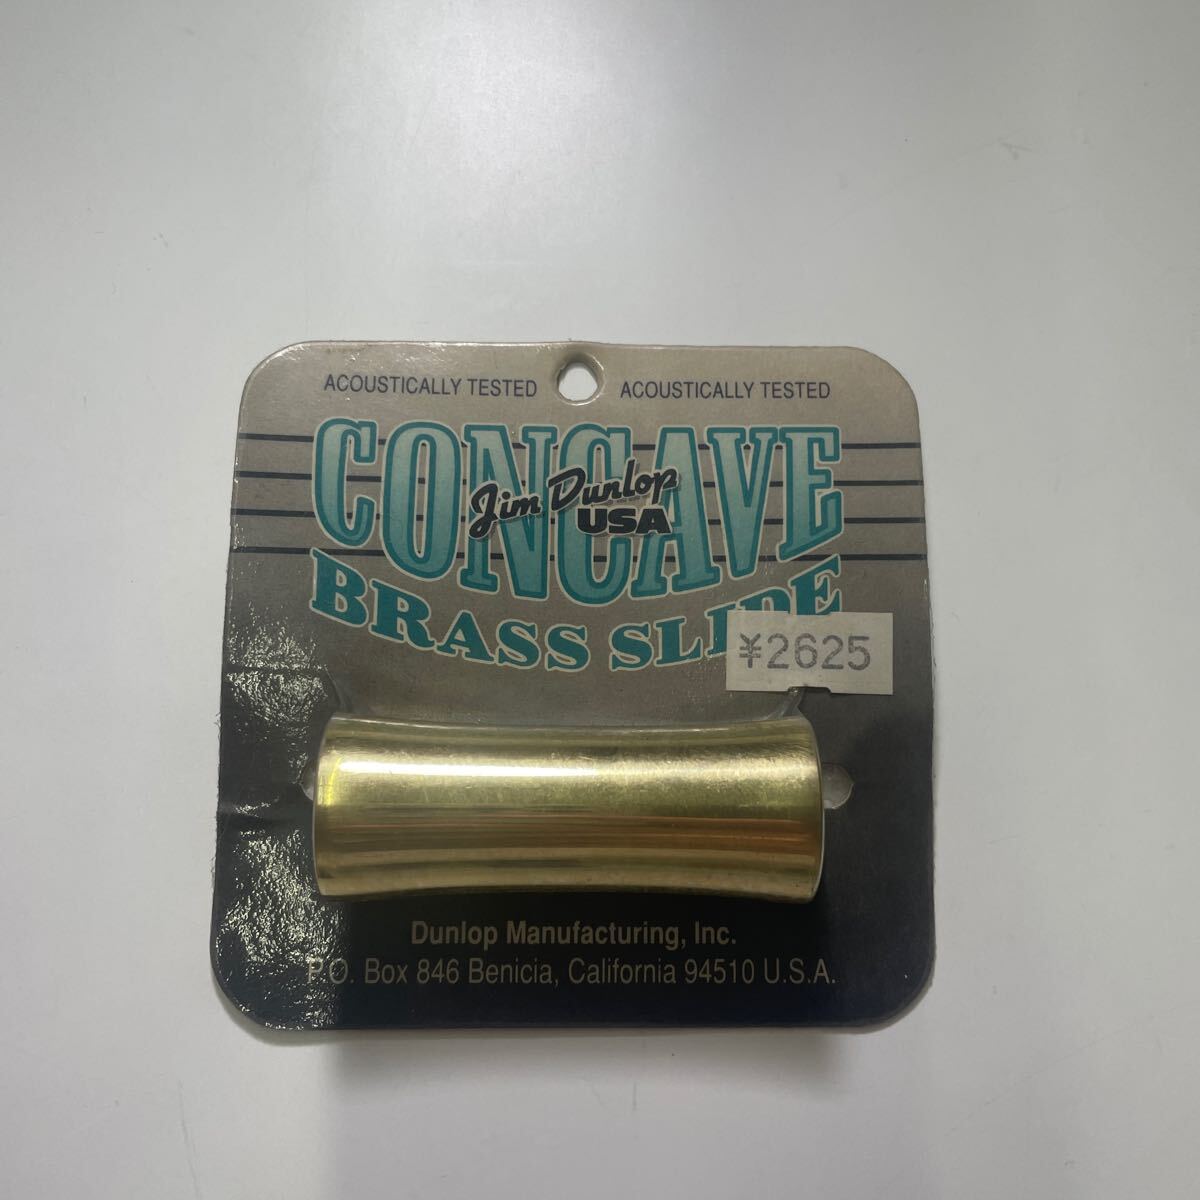 ACOUSTICALLY TESTED ACOUSTICALLY TESTED
CONCAVE
Jim Dunlop
USA
BRASS SLIDE
¥2625
Dunlop Manufacturing, Inc.
P.O. Box 846 Benicia, California 94510 U.S.A.